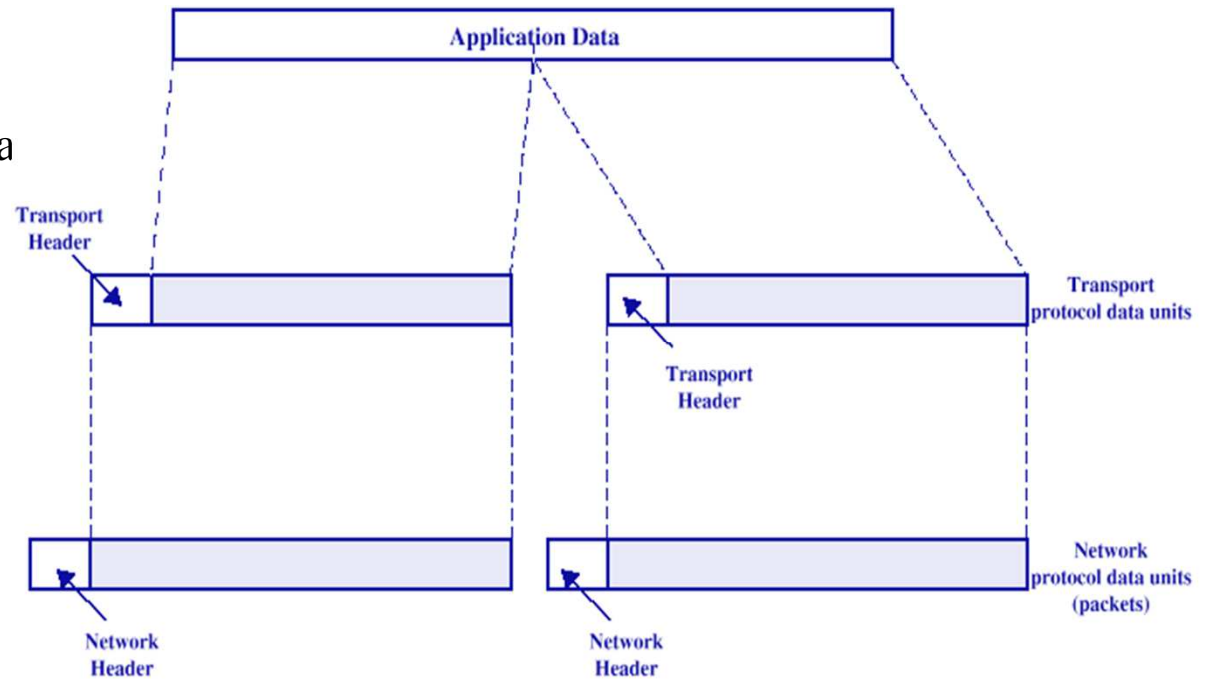 Application Data
a
Transport
Header
Transport
protocol data units
Transport
Header
Network
protocol data units
(packets)
Network
Header
Network
Header